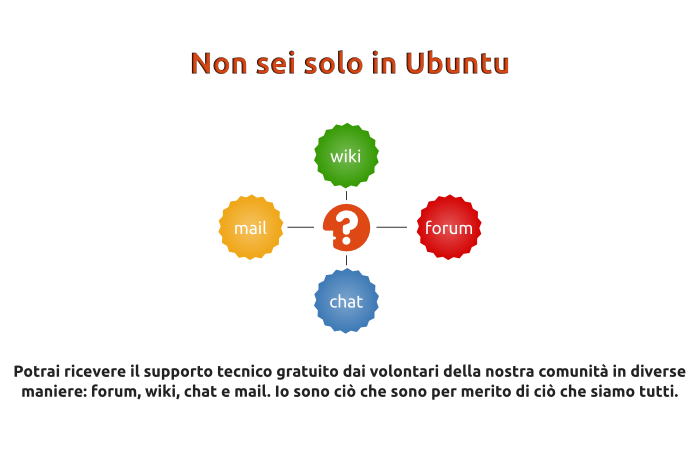 Non sei solo in Ubuntu
wiki
mail
?
forum
chat
Potrai ricevere il supporto tecnico gratuito dai volontari della nostra comunità in diverse
maniere: forum, wiki, chat e mail. Io sono ciò che sono per merito di ciò che siamo tutti.